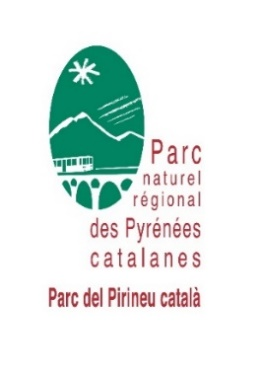 Parc
naturel
régional
des Pyrénées
catalanes
Parc del Pirineu català